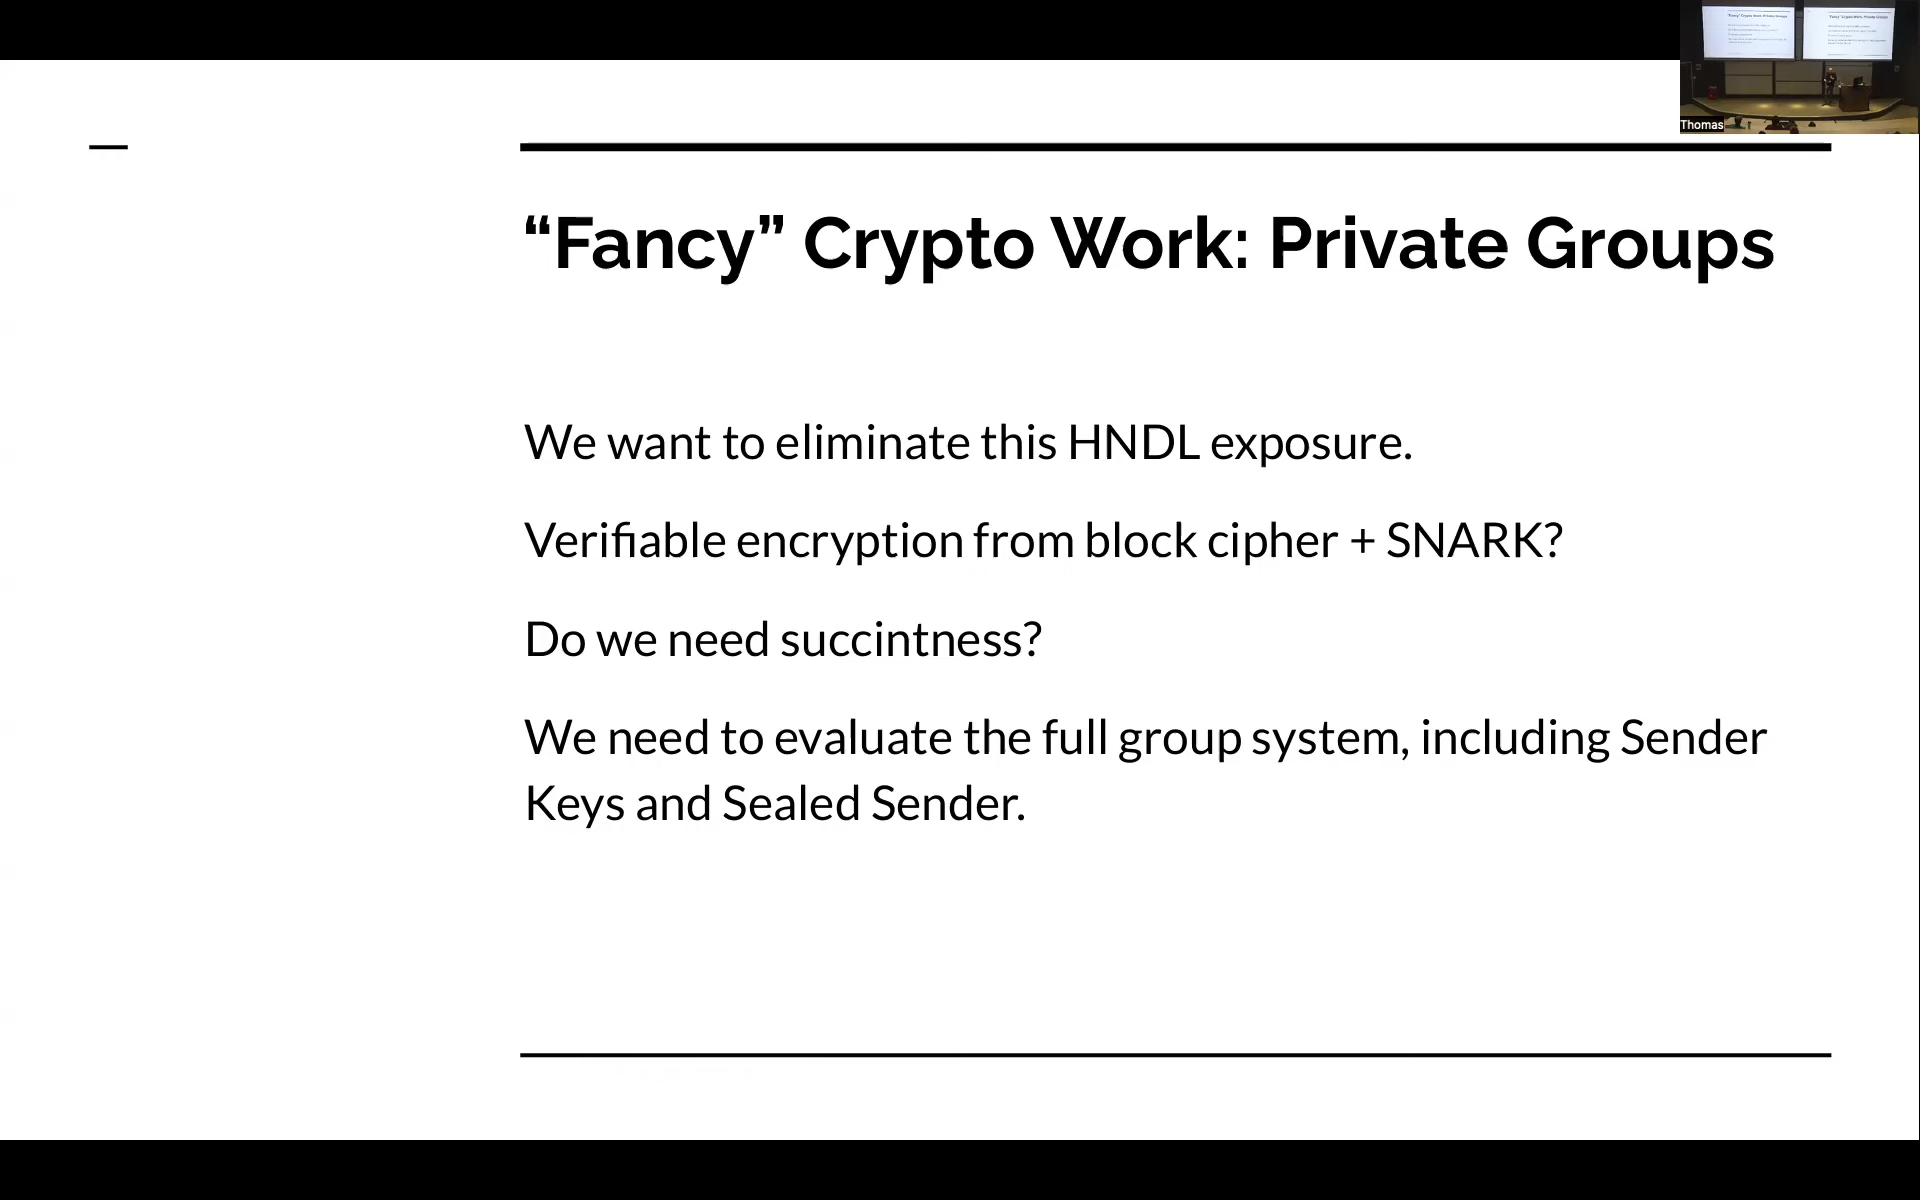 Thomas
“Fancy” Crypto Work: Private Groups
We want to eliminate this HNDL exposure.
Verifiable encryption from block cipher + SNARK?
Do we need succintness?
We need to evaluate the full group system, including Sender
Keys and Sealed Sender.